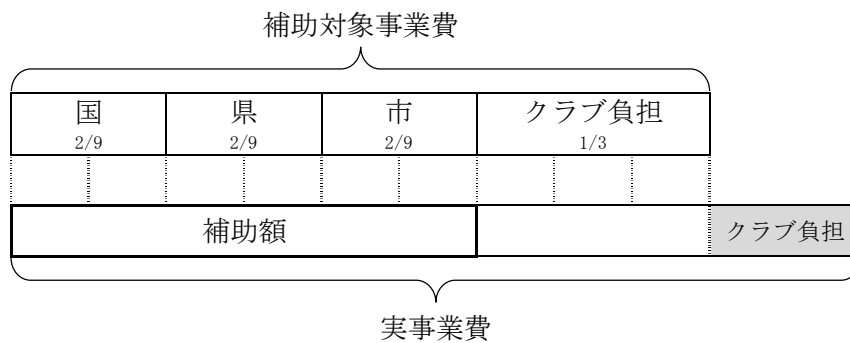 補助対象事業費
国 県 市 クラブ負担
2/9 2/9 2/9 1/3
補助額 クラブ負担
実事業費